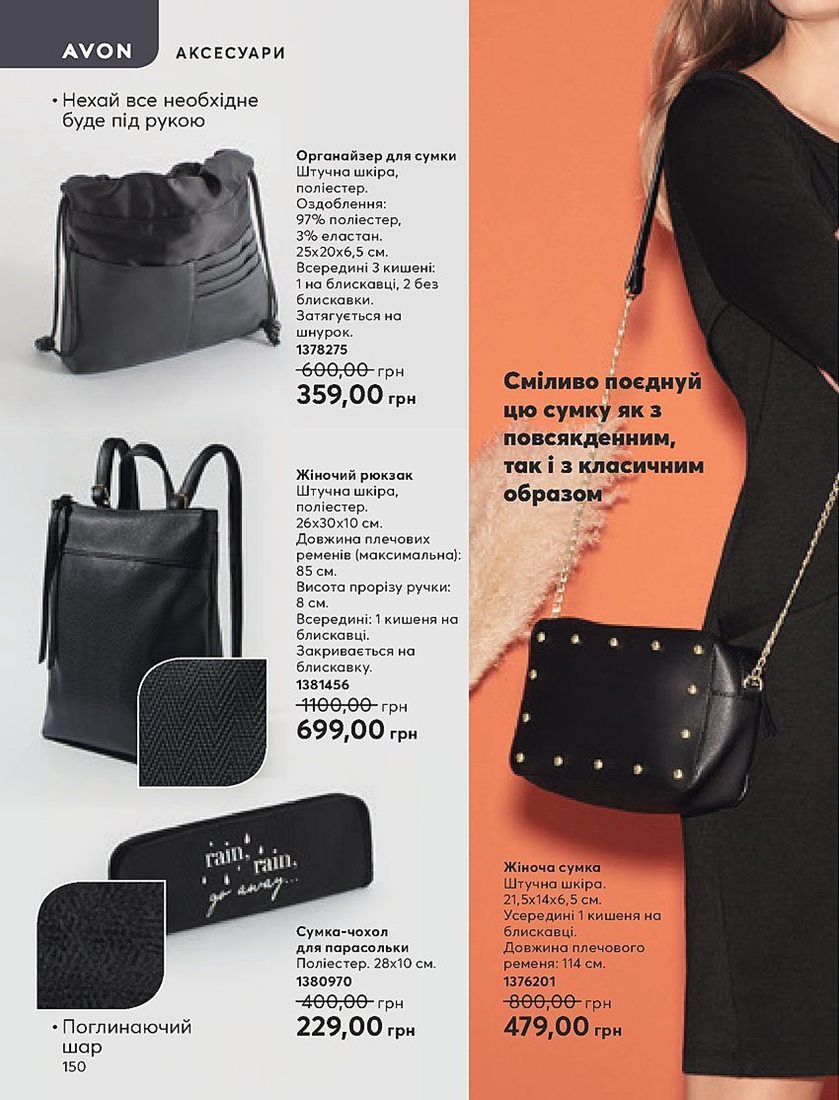 AVON
АКСЕСУАРИ
• Нехай все необхідне
буде під рукою
Органайзер для сумки
Штучна шкіра,
поліестер.
Оздоблення:
97% поліестер,
3% еластан.
25х20х6,5 см.
Всередині 3 кишені:
1 на блискавці, 2 без
блискавки.
Затягується на
шнурок.
1378275
600,00 грн
359,00 грн
Жіночий рюкзак
Штучна шкіра,
поліестер.
26х30х10 см.
Довжина плечових
ременів (максимальна):
85 см.
Висота прорізу ручки:
8 см.
Всередині: 1 кишеня на
блискавці.
Закривається на
блискавку.
1381456
1100,00 грн
699,00 грн
rain,
rain,
go away...
Сумка-чохол
для парасольки
Поліестер. 28х10 см.
1380970
400,00 грн
229,00 грн
• Поглинаючий
шар
150
Сміливо поєднуй
цю сумку як з
повсякденним,
так і з класичним
образом
Жіноча сумка
Штучна шкіра.
21,5х14х6,5 см.
Усередині 1 кишеня на
блискавці.
Довжина плечового
ременя: 114 см.
1376201
800,00 грн
479,00 грн